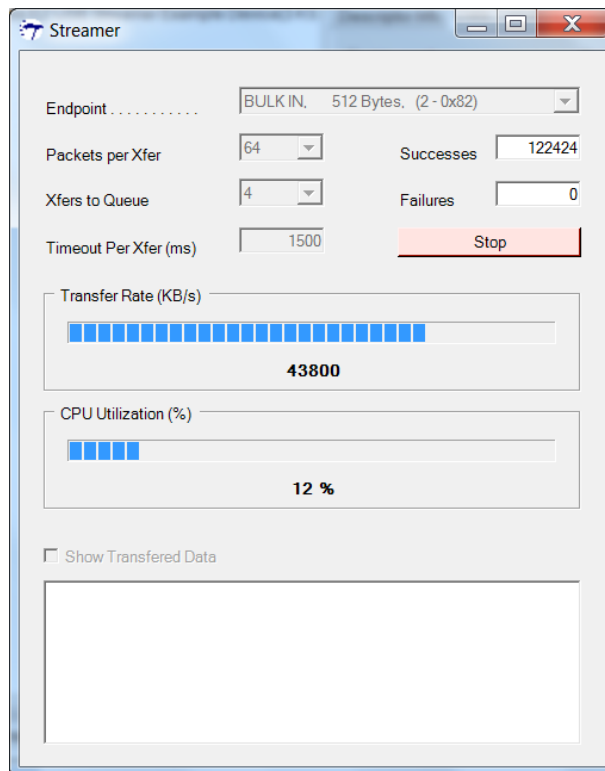 Streamer
Endpoint . . . . . . . . . . . BULK IN, 512 Bytes, (2 - 0x82)
Packets per Xfer 64 Successes 122424
Xfers to Queue 4 Failures 0
Timeout Per Xfer (ms) 1500 Stop
Transfer Rate (KB/s)
43800
CPU Utilization (%)
12 %
Show Transfered Data